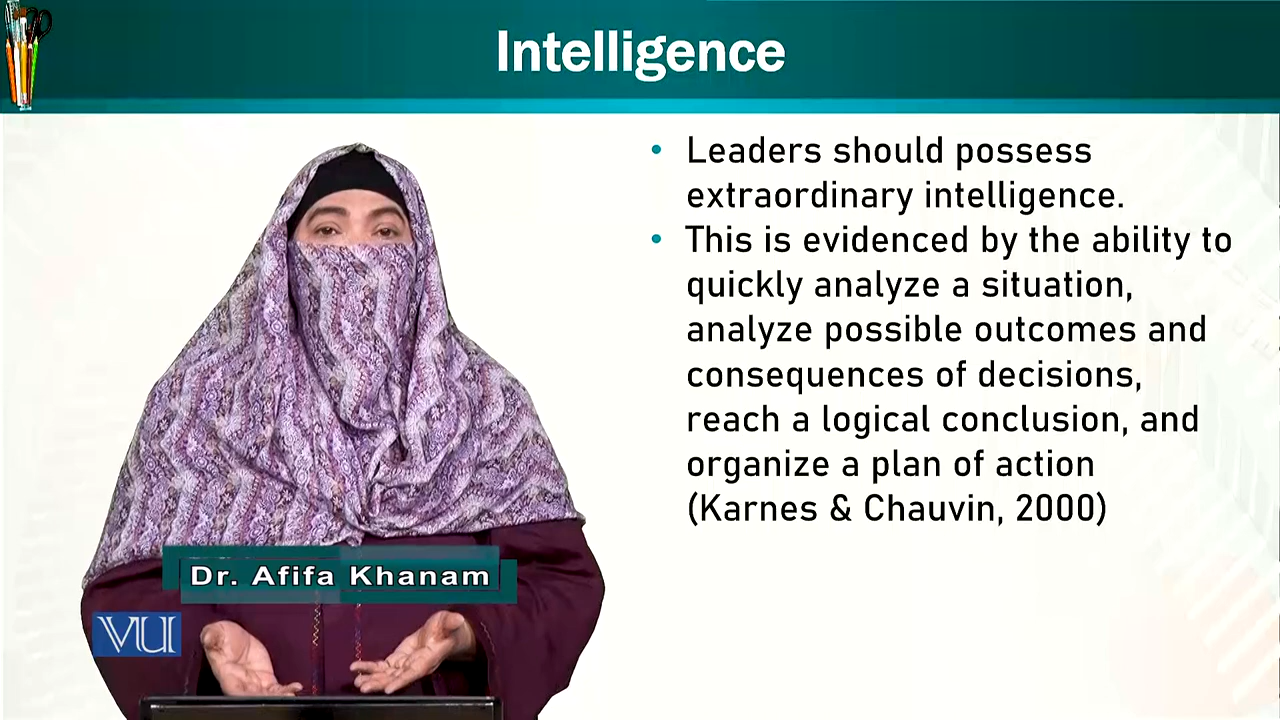 Intelligence
• Leaders should possess
extraordinary intelligence.
• This is evidenced by the ability to
quickly analyze a situation,
analyze possible outcomes and
consequences of decisions,
reach a logical conclusion, and
organize a plan of action
(Karnes & Chauvin, 2000)
Dr. Afifa Khanam
VU